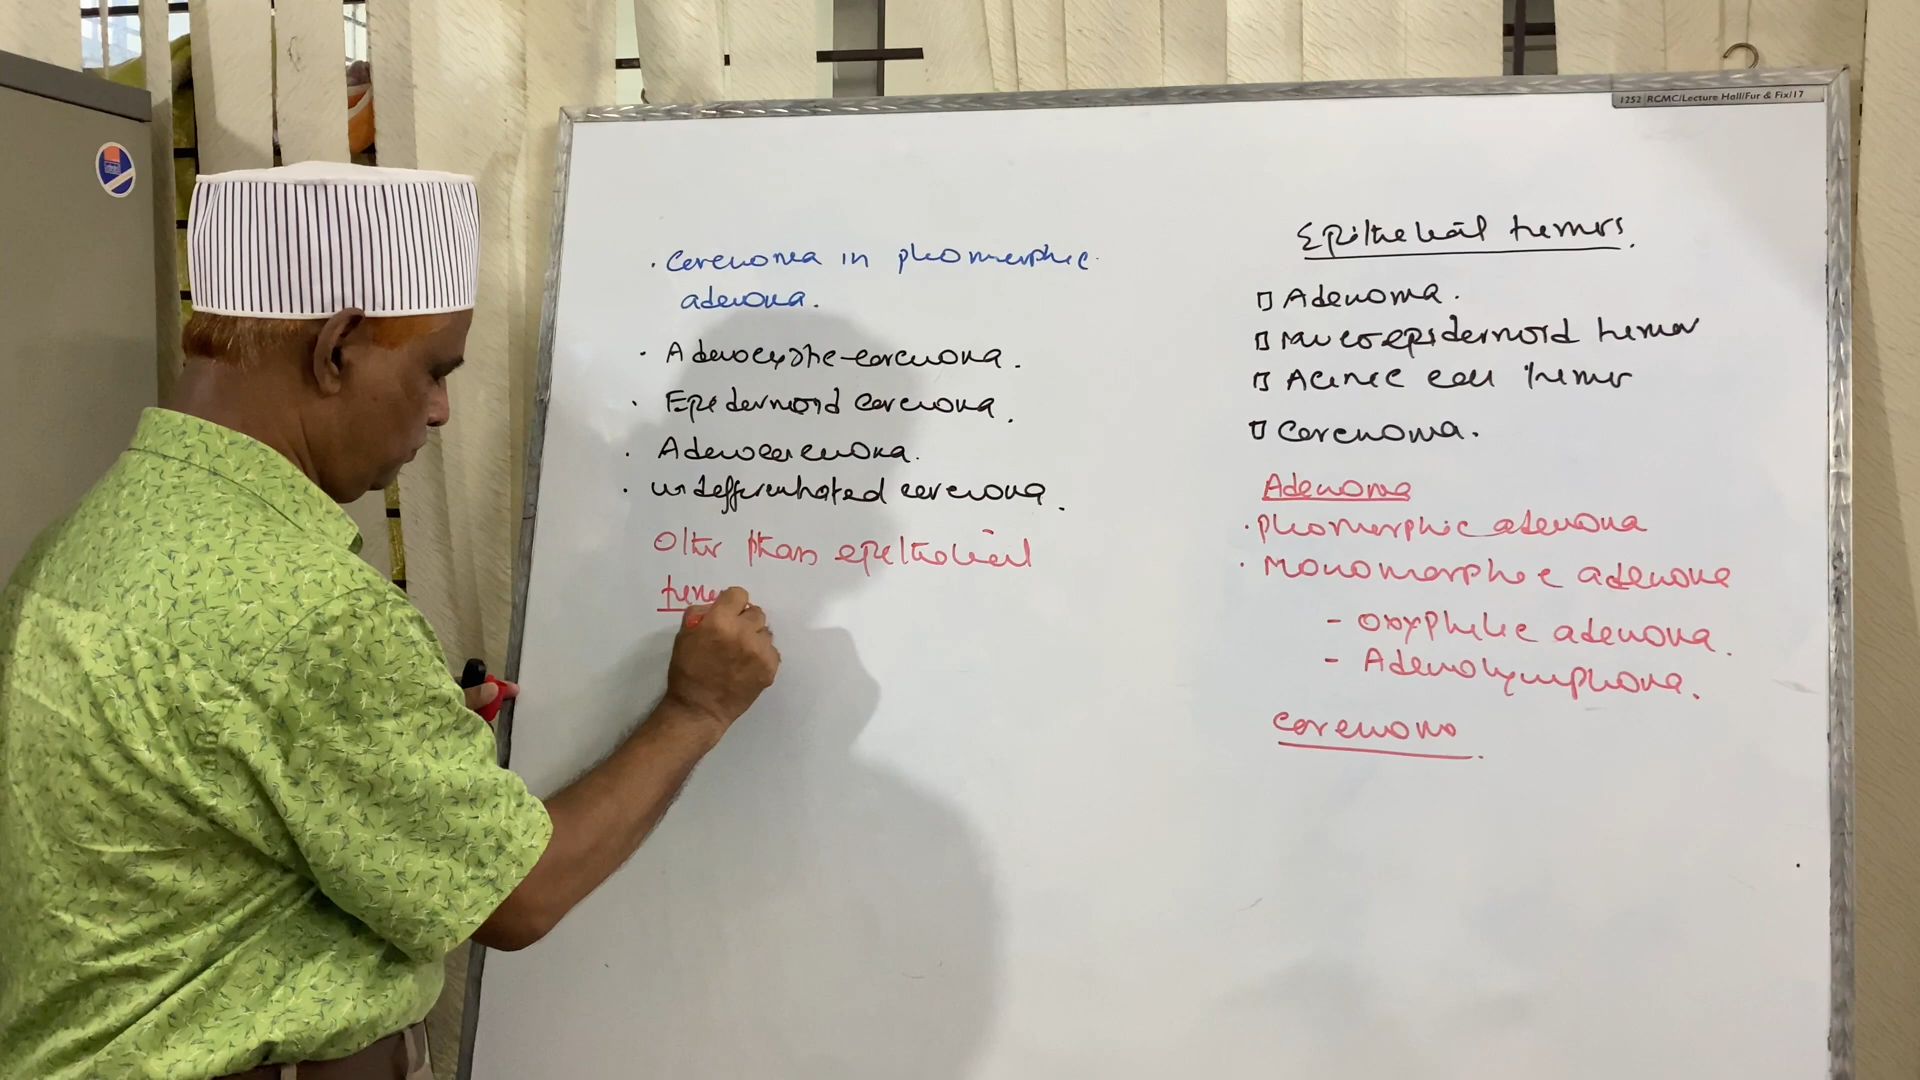 1252 RCMC/Lecture Hall/Fur & Fix/17
Epithelial tumors.
Adenoma.
Mucoepidermoid tumor
Acinic cell tumor
Carcinoma.
Adenoma
· Pleomorphic adenoma
· Monomorphic adenoma
- Oxyphilic adenoma.
- Adenolymphoma.
Carcinoma.
· Carcinoma in pleomorphic
adenoma.
· Adenocystic carcinoma.
· Epidermoid carcinoma.
· Adenocarcinoma.
· Undifferentiated carcinoma.
Other than epithelial